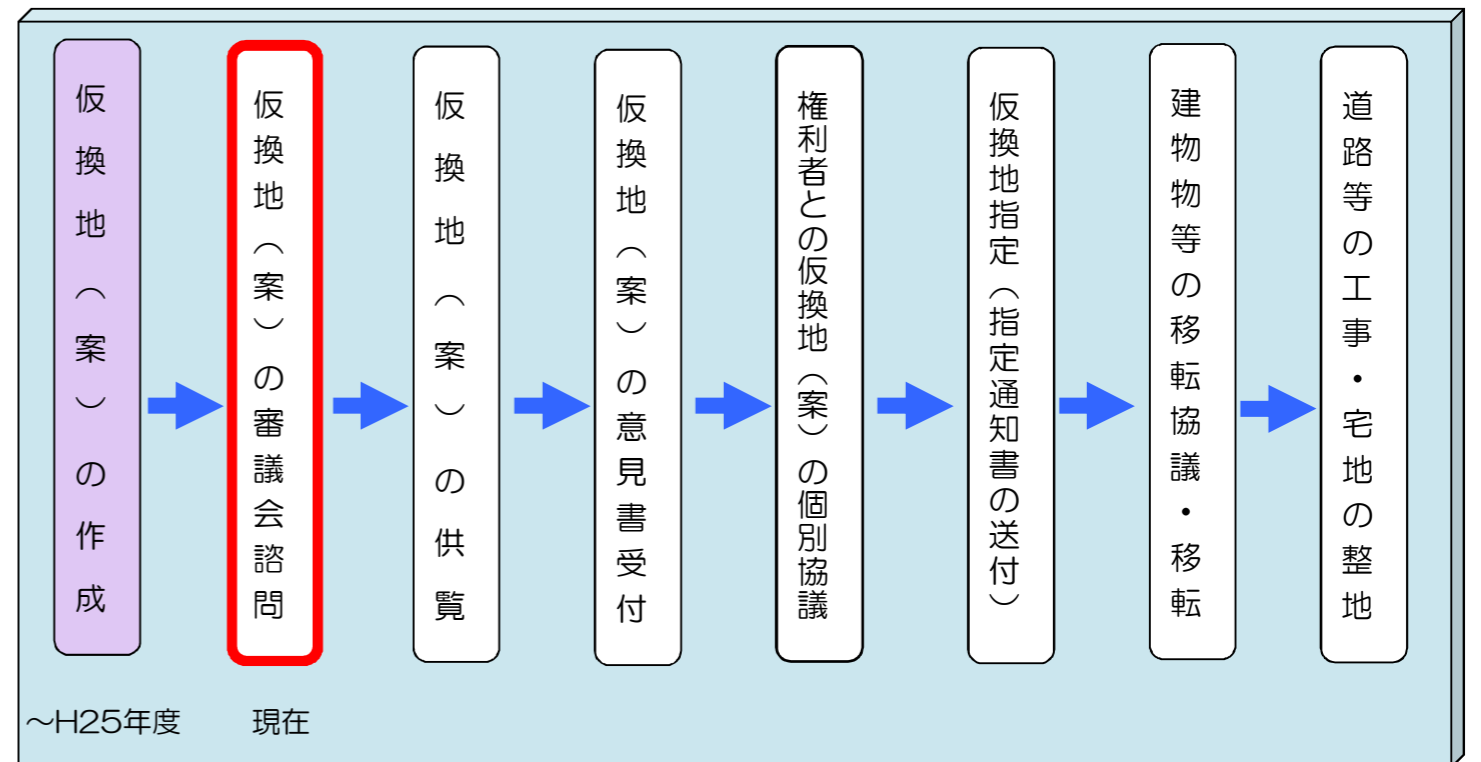 仮換地（案）の作成
仮換地（案）の審議会諮問
仮換地（案）の供覧
仮換地（案）の意見書受付
権利者との仮換地（案）の個別協議
仮換地指定（指定通知書の送付）
建物物等の移転協議・移転
道路等の工事・宅地の整地
～H25年度
現在